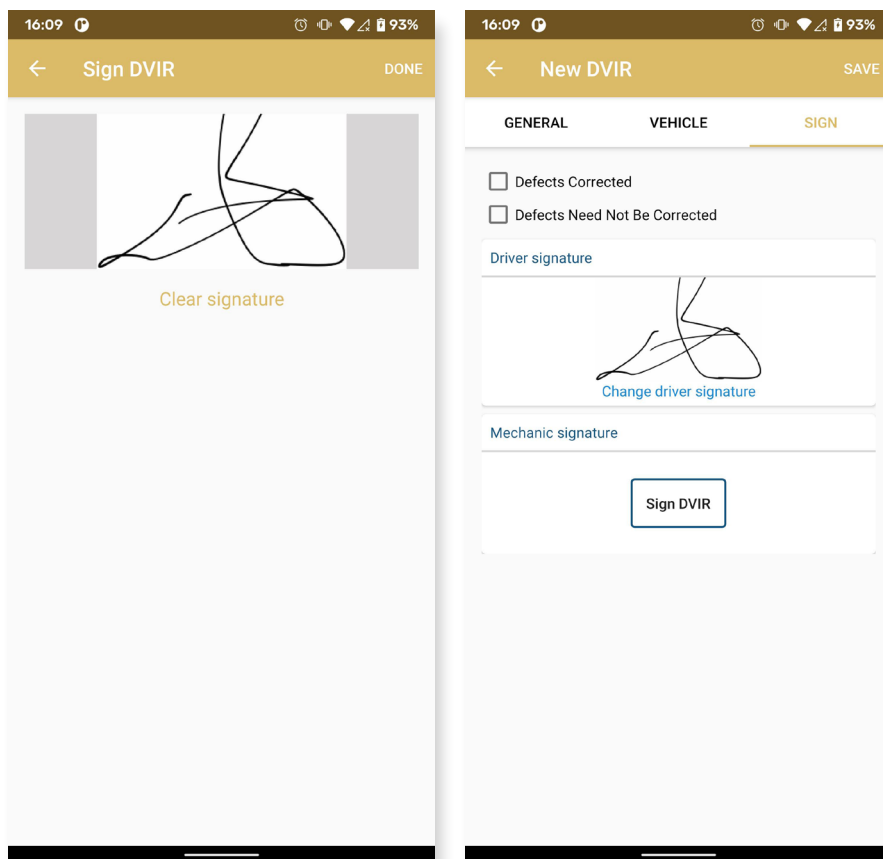 16:09 93%
Sign DVIR DONE
Clear signature
16:09 93%
New DVIR SAVE
GENERAL VEHICLE SIGN
Defects Corrected
Defects Need Not Be Corrected
Driver signature
Change driver signature
Mechanic signature
Sign DVIR